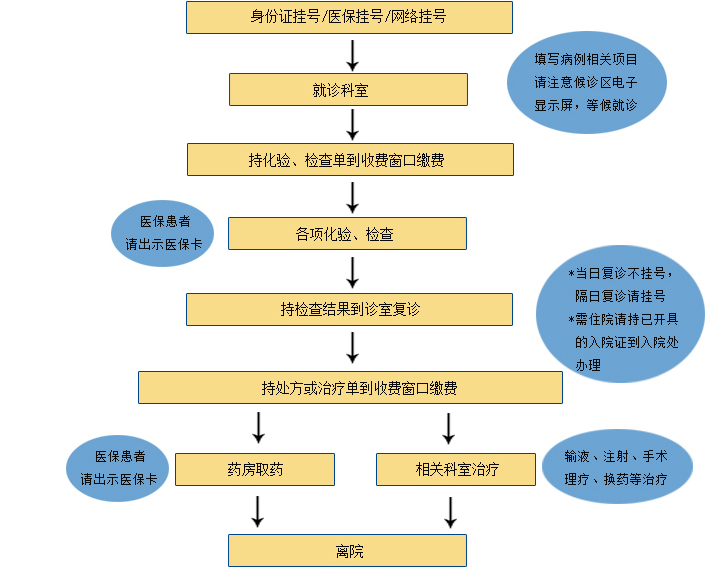 身份证挂号/医保挂号/网络挂号
填写病例相关项目
请注意候诊区电子
显示屏，等候就诊
就诊科室
持化验、检查单到收费窗口缴费
医保患者
请出示医保卡
各项化验、检查
*当日复诊不挂号，
隔日复诊请挂号
*需住院请持已开具
的入院证到入院处
办理
持检查结果到诊室复诊
持处方或治疗单到收费窗口缴费
医保患者
请出示医保卡
药房取药
相关科室治疗
输液、注射、手术
理疗、换药等治疗
离院